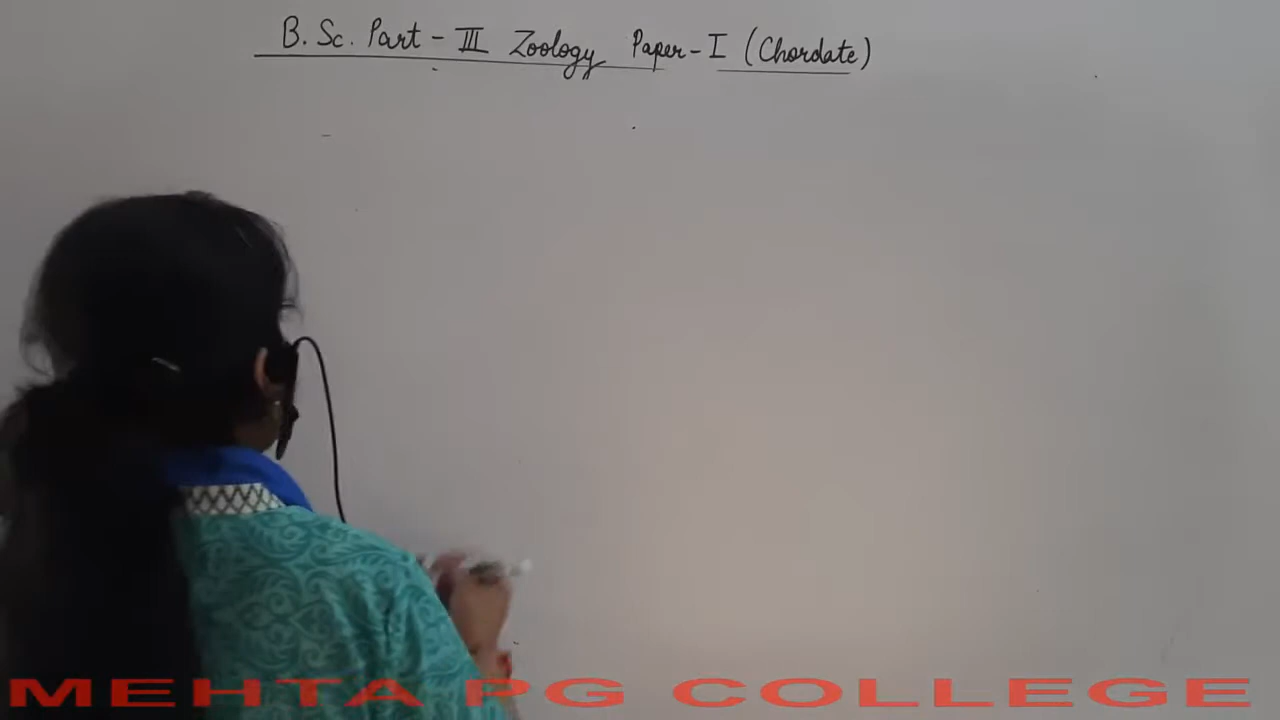 B. Sc. Part - III Zoology Paper - I (Chordate)
MEHTA PG COLLEGE